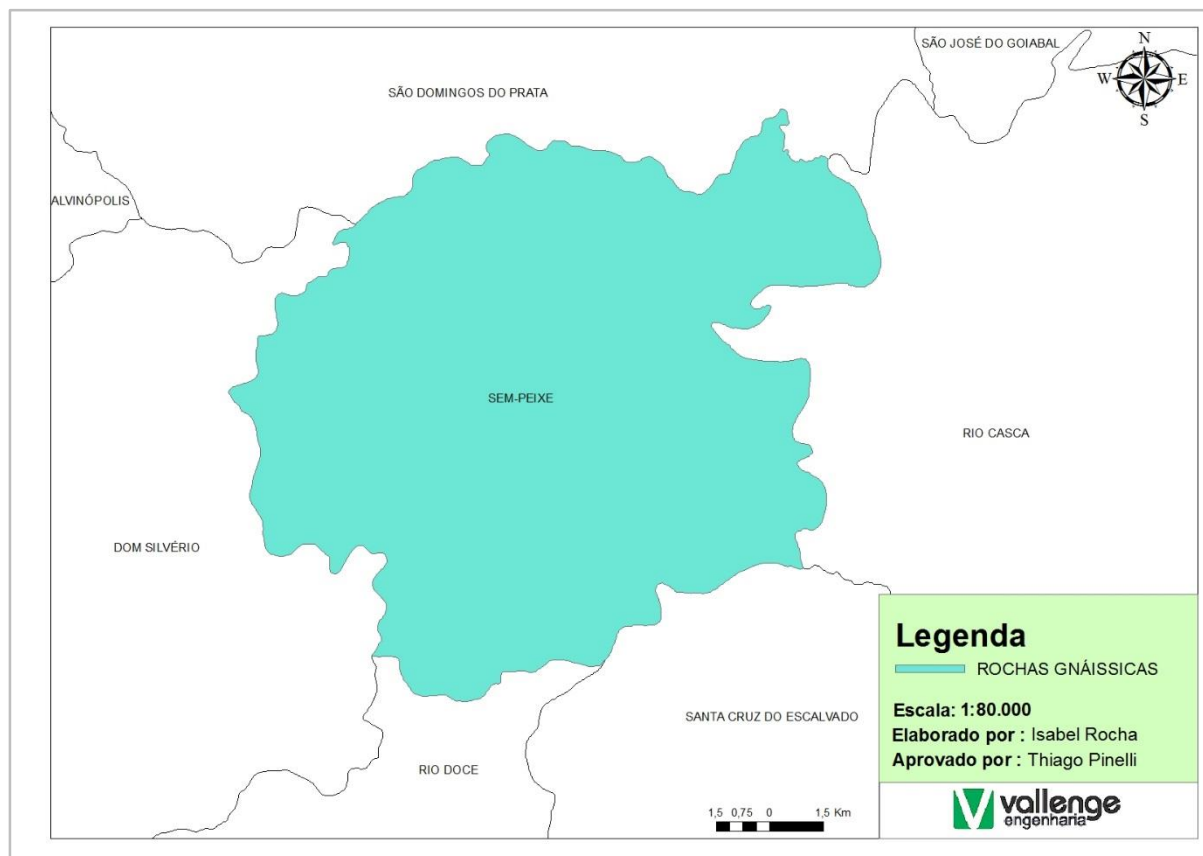 SÃO JOSÉ DO GOIABAL
N
W E
S
SÃO DOMINGOS DO PRATA
ALVINÓPOLIS
SEM-PEIXE
RIO CASCA
DOM SILVÉRIO
SANTA CRUZ DO ESCALVADO
RIO DOCE
1,5 0,75 0 1,5 Km
Legenda
ROCHAS GNÁISSICAS
Escala: 1:80.000
Elaborado por : Isabel Rocha
Aprovado por : Thiago Pinelli
vallenge
engenharia